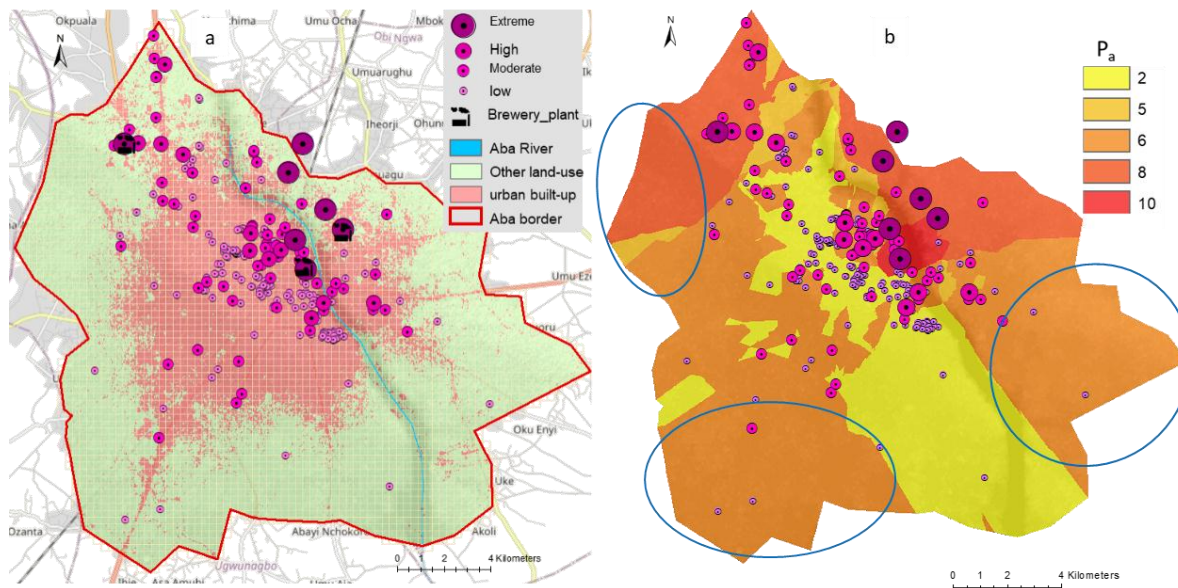 Okpuala
Umu Ocha
Mbok
Obi Ngwa
Umuarughu
Iheorji
Ohunu
Umu Eze
Oku Enyi
Uke
Akoli
Ozanta
Abayi Nchokoro
Ugwunagbo
N
a
Extreme
High
Moderate
low
Brewery_plant
Aba River
Other land-use
urban built-up
Aba border
0 1 2 4 Kilometers
N
b
Pa
2
5
6
8
10
0 1 2 4 Kilometers